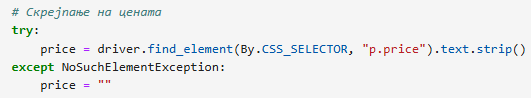 # Скрејпање на цената
try:
    price = driver.find_element(By.CSS_SELECTOR, "p.price").text.strip()
except NoSuchElementException:
    price = ""